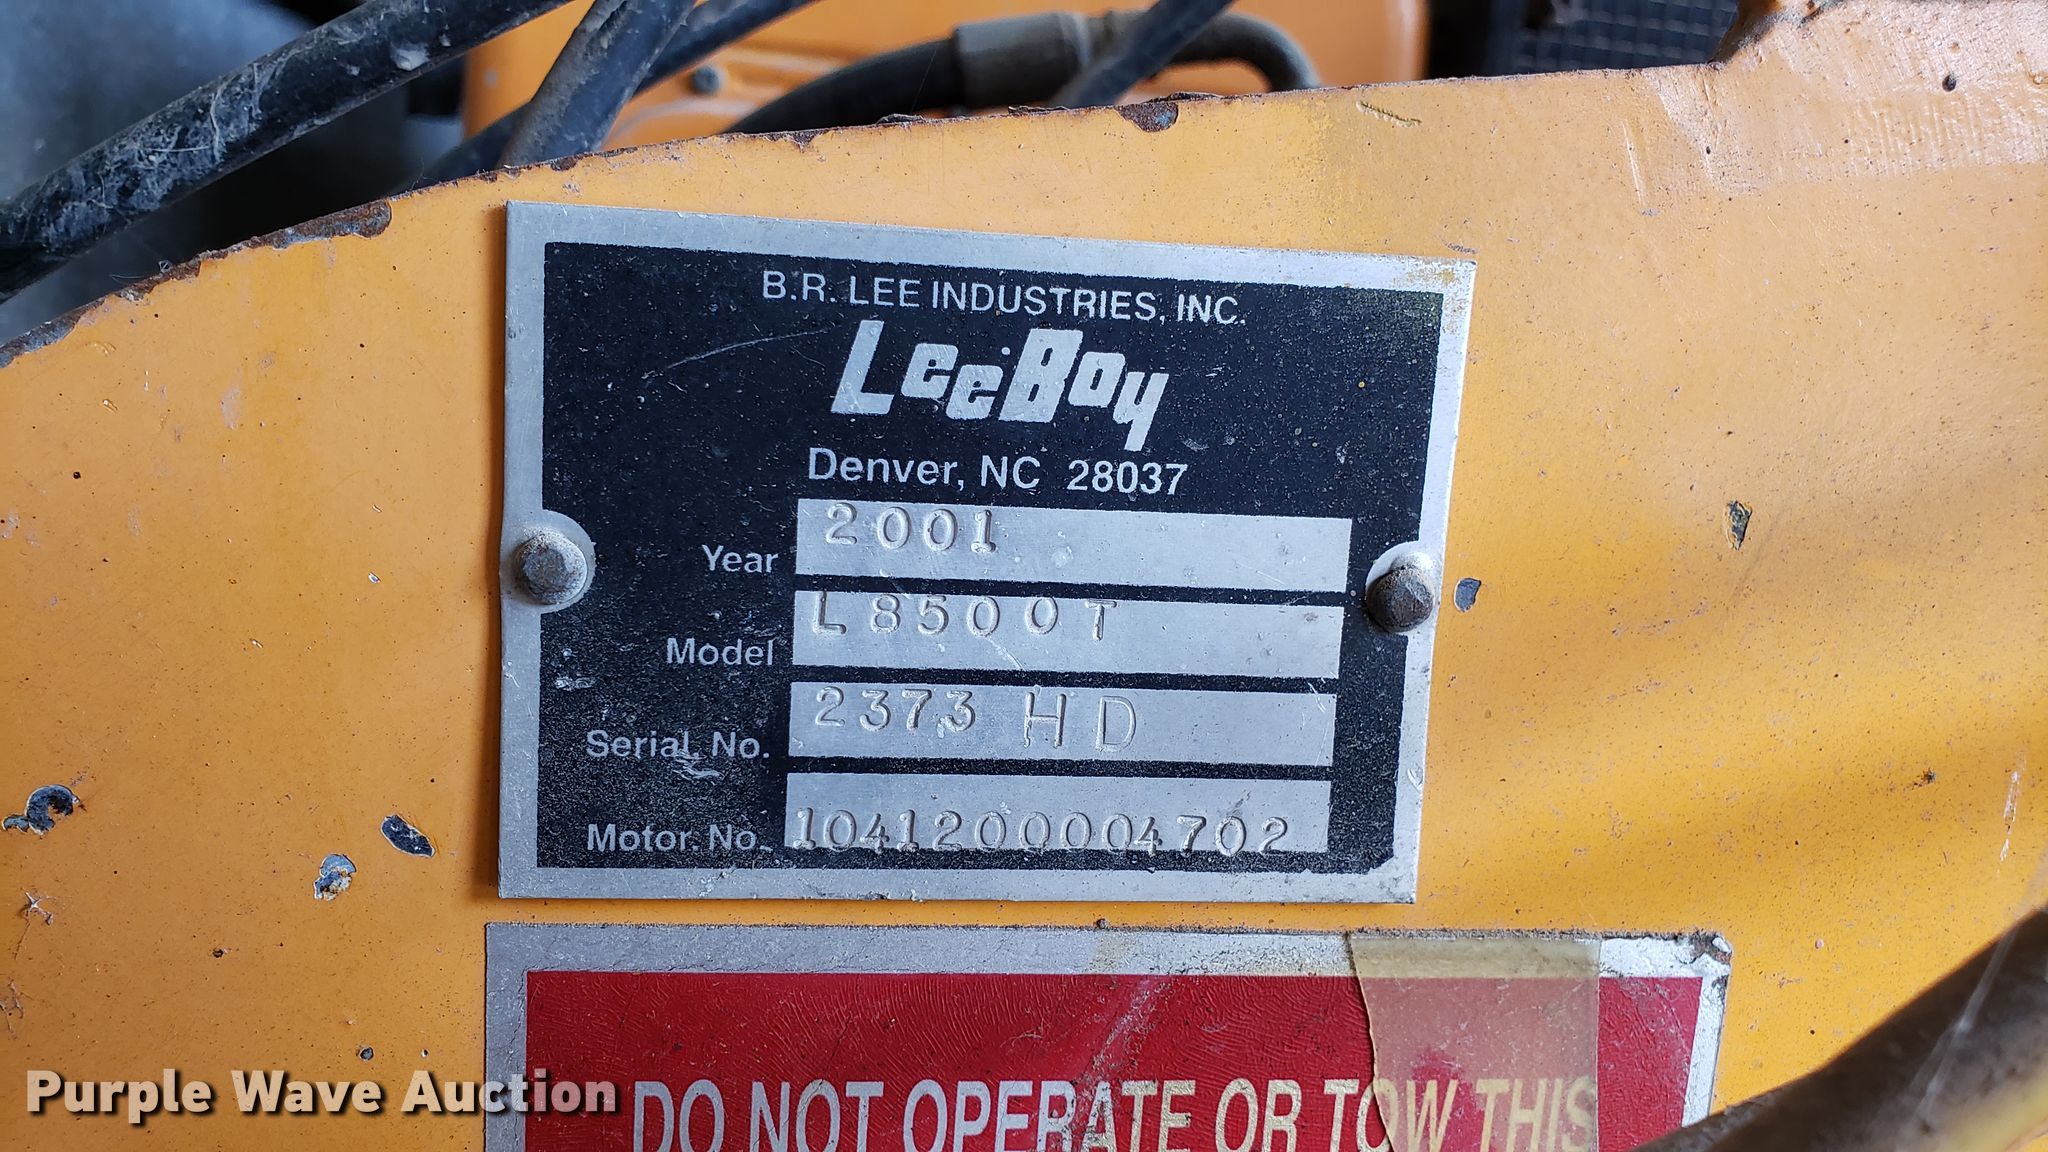 B.R. LEE INDUSTRIES, INC.
LeeBoy
Denver, NC 28037
Year 2001
Model L8500T
Serial No. 2373 HD
Motor. No. 1041200004702
DO NOT OPERATE OR TOW THIS
Purple Wave Auction